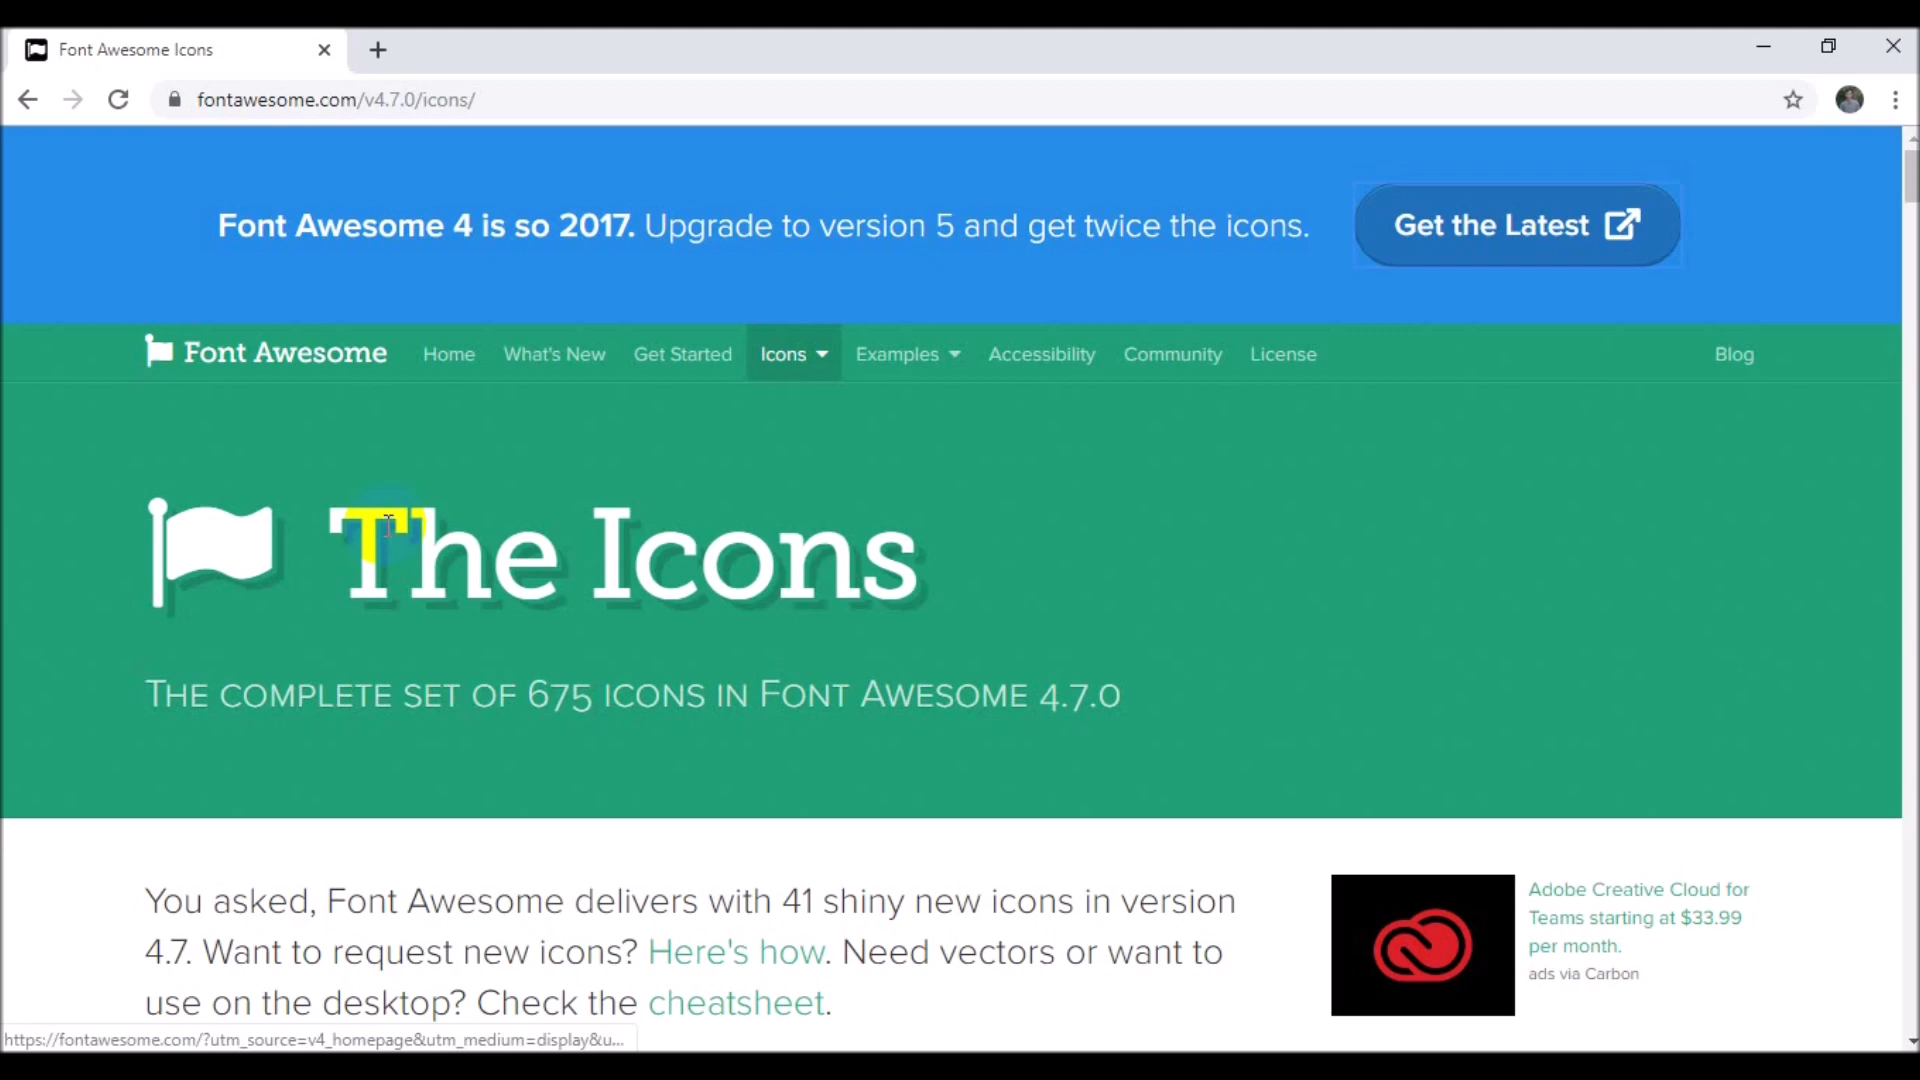 Font Awesome Icons
fontawesome.com/v4.7.0/icons/
Font Awesome 4 is so 2017. Upgrade to version 5 and get twice the icons.
Get the Latest
Font Awesome Home What's New Get Started Icons Examples Accessibility Community License Blog
The Icons
THE COMPLETE SET OF 675 ICONS IN FONT AWESOME 4.7.0
You asked, Font Awesome delivers with 41 shiny new icons in version
4.7. Want to request new icons? Here's how. Need vectors or want to
use on the desktop? Check the cheatsheet.
Adobe Creative Cloud for
Teams starting at $33.99
per month.
ads via Carbon
https://fontawesome.com/?utm_source=v4_homepage&utm_medium=display&u...